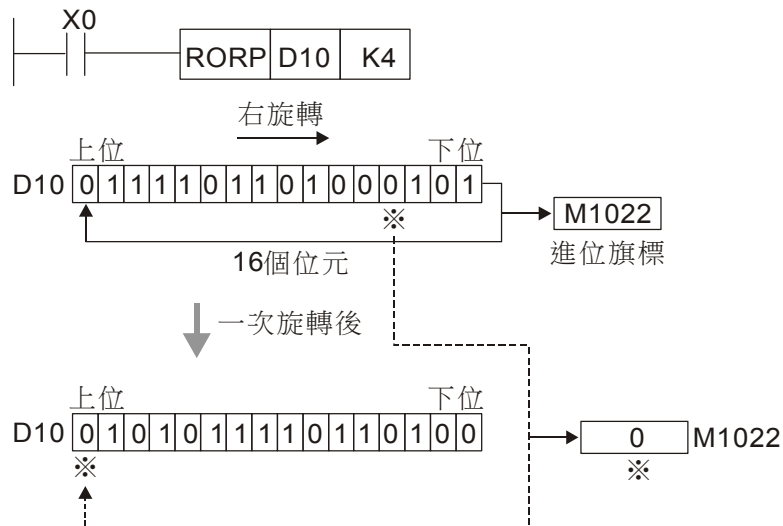 X0
RORP D10 K4
右旋轉
上位 下位
D10 0 1 1 1 1 0 1 1 0 1 0 0 0 1 0 1
※
M1022
16個位元
進位旗標
一次旋轉後
上位 下位
D10 0 1 0 1 0 1 1 1 1 0 1 1 0 1 0 0
0 M1022
※ ※